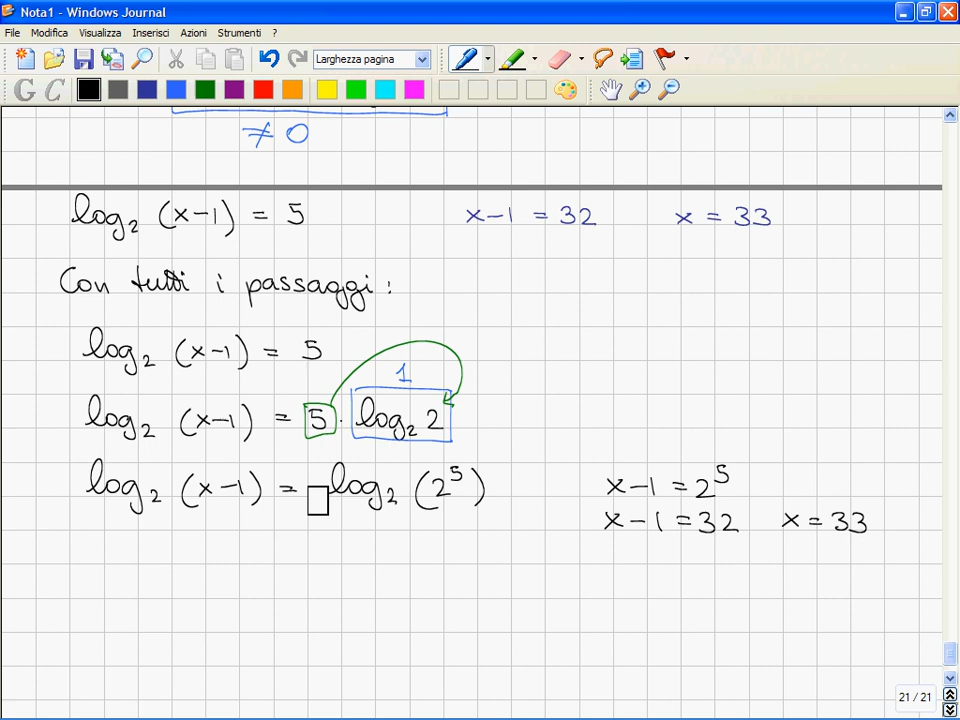 Nota1 - Windows Journal
File Modifica Visualizza Inserisci Azioni Strumenti ?
Larghezza pagina
≠ 0
log₂ (x-1) = 5 x-1 = 32 x = 33
Con tutti i passaggi:
log₂ (x-1) = 5
1
log₂ (x-1) = 5 · log₂ 2
log₂ (x-1) = log₂ (2⁵) x-1 = 2⁵
x-1 = 32 x = 33
21 / 21